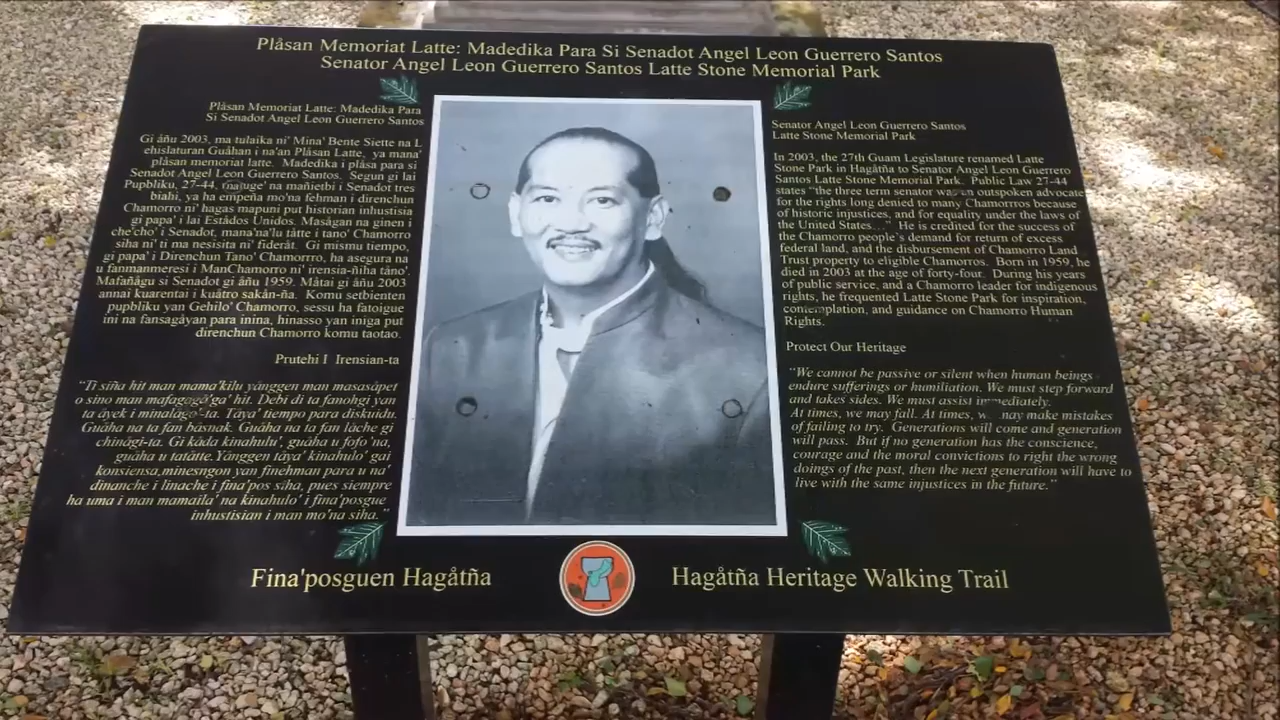 Plåsan Memoriat Latte: Madedika Para Si Senadot Angel Leon Guerrero Santos
Senator Angel Leon Guerrero Santos Latte Stone Memorial Park
Plåsan Memoriat Latte: Madedika Para
Si Senadot Angel Leon Guerrero Santos
Gi åñu 2003, ma tulaika ni' Mina' Bente Siette na L
ehislaturan Guåhan i na'an Plåsan Latte, ya mana'
plåsan memoriat latte. Madedika i plåsa para si
Senadot Angel Leon Guerrero Santos. Segun gi lai
Pupbliku, 27-44, ma'uge' na mañietbi i Senadot tres
biahi, ya ha empeña mo'na fehman i direnchun
Chamorro ni' hagas mapuni put historian inhustisia
gi papa' i lai Estådos Unidos. Masågan na ginen i
che'cho' i Senadot, mana'na'lu tåtte i tano' Chamorro
siha ni' ti ma nesisita ni' fideråt. Gi mismu tiempo,
gi papa' i Direnchun Tano' Chamorrro, ha asegura na
u fanmanmeresi i ManChamorro ni' irensia-ñiha tåno'.
Mafañågu si Senadot gi åñu 1959. Måtai gi åñu 2003
annai kuarentai i kuåtro sakån-ña. Komu setbienten
pupbliku yan Gehilo' Chamorro, sessu ha fatoigue
ini na fansagåyan para inina, hinasso yan iniga put
direnchun Chamorro komu taotao.
Prutehi I Irensian-ta
"Ti siña hit man mama'kilu yånggen man masasåpet
o sino man mafagogå'ga' hit. Debi di ta fanohgi yan
ta åyek i minalågo'-ta. Tåya' tiempo para diskuidu.
Guåha na ta fan båsnak. Guåha na ta fan låche gi
chinågi-ta. Gi kåda kinahulu', guåha u fofo'na,
guåha u tatåtte. Yånggen tåya' kinahulo' gai
konsiensa, minesngon yan finehman para u na'
dinanche i linache i fina'pos siha, pues siempre
ha uma i man mamaila' na kinahulo' i fina'posgue
inhustisian i man mo'na siha."
Senator Angel Leon Guerrero Santos
Latte Stone Memorial Park
In 2003, the 27th Guam Legislature renamed Latte
Stone Park in Hagåtña to Senator Angel Leon Guerrero
Santos Latte Stone Memorial Park. Public Law 27-44
states "the three term senator was an outspoken advocate
for the rights long denied to many Chamorrros because
of historic injustices, and for equality under the laws of
the United States…" He is credited for the success of
the Chamorro people's demand for return of excess
federal land, and the disbursement of Chamorro Land
Trust property to eligible Chamorros. Born in 1959, he
died in 2003 at the age of forty-four. During his years
of public service, and a Chamorro leader for indigenous
rights, he frequented Latte Stone Park for inspiration,
contemplation, and guidance on Chamorro Human
Rights.
Protect Our Heritage
"We cannot be passive or silent when human beings
endure sufferings or humiliation. We must step forward
and takes sides. We must assist immediately.
At times, we may fall. At times, we may make mistakes
of failing to try. Generations will come and generation
will pass. But if no generation has the conscience,
courage and the moral convictions to right the wrong
doings of the past, then the next generation will have to
live with the same injustices in the future."
Fina'posguen Hagåtña
Hagåtña Heritage Walking Trail